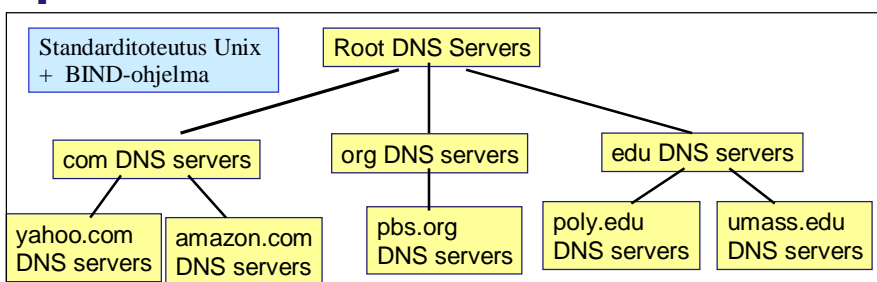 Standarditoteutus Unix
+ BIND-ohjelma
Root DNS Servers
com DNS servers
org DNS servers
edu DNS servers
yahoo.com
DNS servers
amazon.com
DNS servers
pbs.org
DNS servers
poly.edu
DNS servers
umass.edu
DNS servers